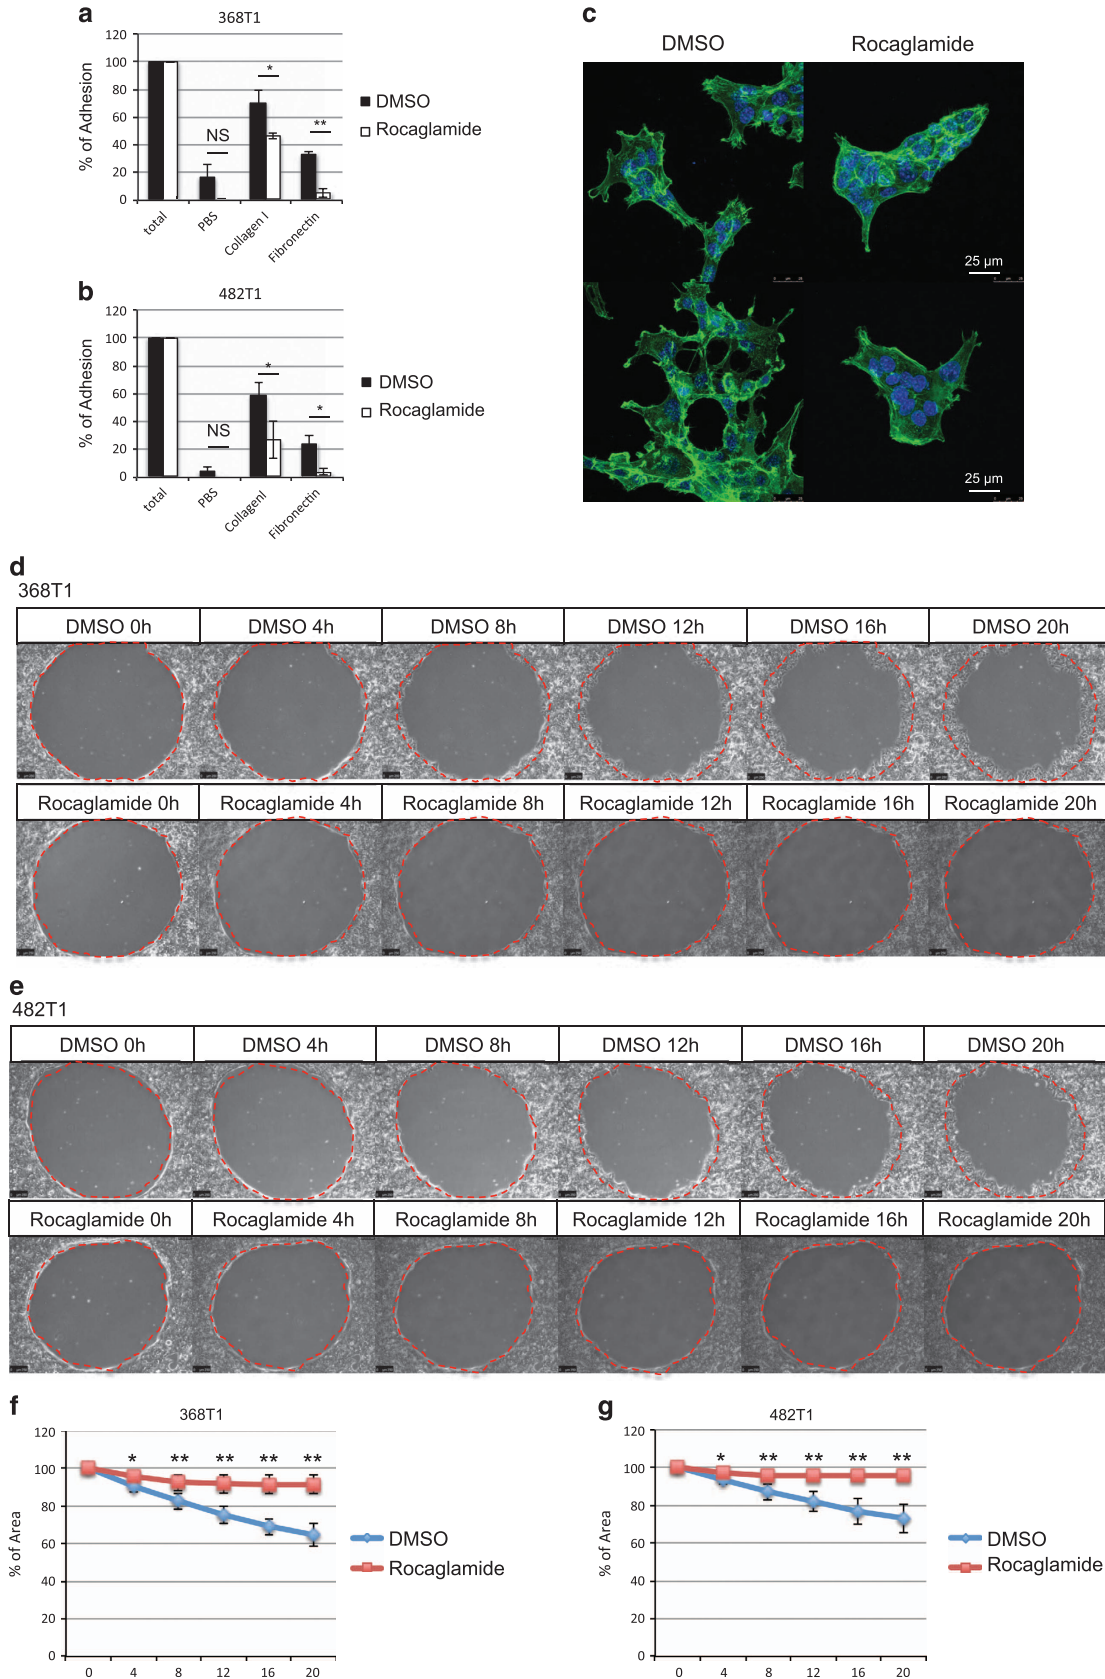 a
368T1
120
100
80
60
40
20
0
% of Adhesion
NS
*
**
total
PBS
Collagen I
Fibronectin
DMSO
Rocaglamide
b
482T1
120
100
80
60
40
20
0
% of Adhesion
NS
*
*
total
PBS
CollagenI
Fibronectin
DMSO
Rocaglamide
c
DMSO
Rocaglamide
25 µm
25 µm
d
368T1
DMSO 0h
DMSO 4h
DMSO 8h
DMSO 12h
DMSO 16h
DMSO 20h
Rocaglamide 0h
Rocaglamide 4h
Rocaglamide 8h
Rocaglamide 12h
Rocaglamide 16h
Rocaglamide 20h
e
482T1
DMSO 0h
DMSO 4h
DMSO 8h
DMSO 12h
DMSO 16h
DMSO 20h
Rocaglamide 0h
Rocaglamide 4h
Rocaglamide 8h
Rocaglamide 12h
Rocaglamide 16h
Rocaglamide 20h
f
368T1
120
100
80
60
40
20
0
% of Area
* ** ** ** **
0 4 8 12 16 20
DMSO
Rocaglamide
g
482T1
120
100
80
60
40
20
0
% of Area
* ** ** ** **
0 4 8 12 16 20
DMSO
Rocaglamide